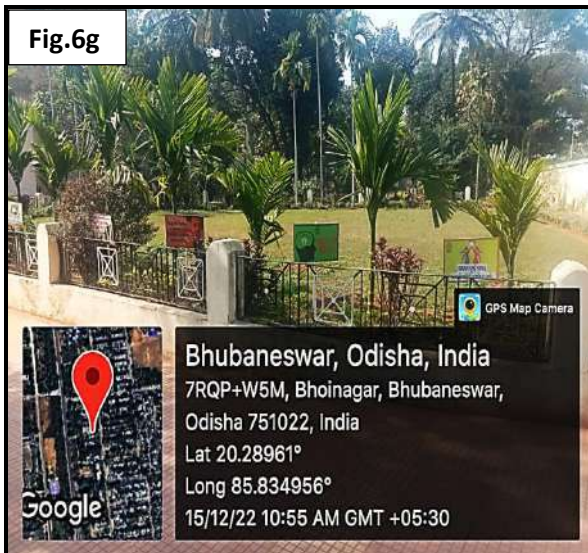 Fig.6g
GPS Map Camera
Bhubaneswar, Odisha, India
7RQP+W5M, Bhoinagar, Bhubaneswar,
Odisha 751022, India
Lat 20.28961°
Long 85.834956°
15/12/22 10:55 AM GMT +05:30
Google